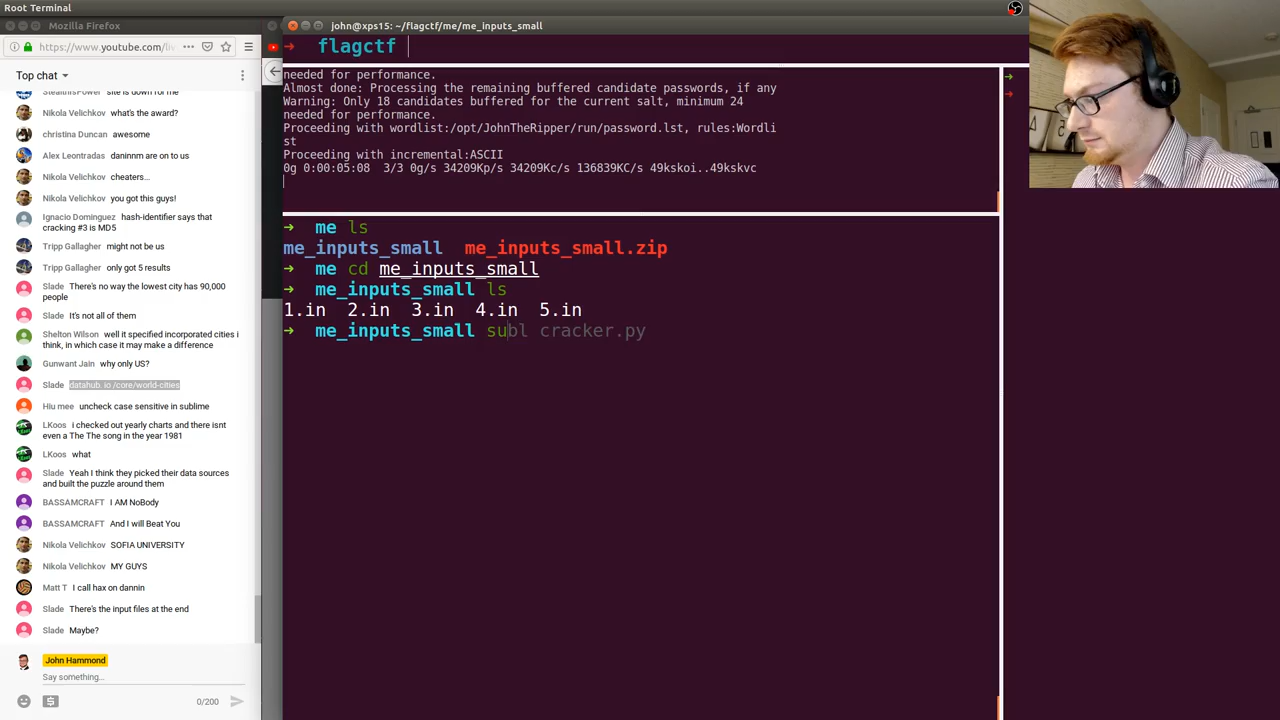 Root Terminal
Mozilla Firefox
https://www.youtube.com/liv
Top chat
StealthisPower site is down for me
Nikola Velichkov what's the award?
christina Duncan awesome
Alex Leontradas daninnm are on to us
Nikola Velichkov cheaters...
Nikola Velichkov you got this guys!
Ignacio Dominguez hash-identifier says that
cracking #3 is MD5
Tripp Gallagher might not be us
Tripp Gallagher only got 5 results
Slade There's no way the lowest city has 90,000
people
Slade It's not all of them
Shelton Wilson well it specified incorporated cities i
think, in which case it may make a difference
Gunwant Jain why only US?
Slade datahub. io /core/world-cities
Hiu mee uncheck case sensitive in sublime
LKoos i checked out yearly charts and there isnt
even a The The song in the year 1981
LKoos what
Slade Yeah I think they picked their data sources
and built the puzzle around them
BASSAMCRAFT I AM NoBody
BASSAMCRAFT And I will Beat You
Nikola Velichkov SOFIA UNIVERSITY
Nikola Velichkov MY GUYS
Matt T I call hax on dannin
Slade There's the input files at the end
Slade Maybe?
John Hammond
Say something...
0/200
john@xps15: ~/flagctf/me/me_inputs_small
➜ flagctf
needed for performance.
Almost done: Processing the remaining buffered candidate passwords, if any
Warning: Only 18 candidates buffered for the current salt, minimum 24
needed for performance.
Proceeding with wordlist:/opt/JohnTheRipper/run/password.lst, rules:Wordli
st
Proceeding with incremental:ASCII
0g 0:00:05:08 3/3 0g/s 34209Kp/s 34209Kc/s 136839KC/s 49kskoi..49kskvc
➜ me ls
me_inputs_small me_inputs_small.zip
➜ me cd me_inputs_small
➜ me_inputs_small ls
1.in 2.in 3.in 4.in 5.in
➜ me_inputs_small subl cracker.py